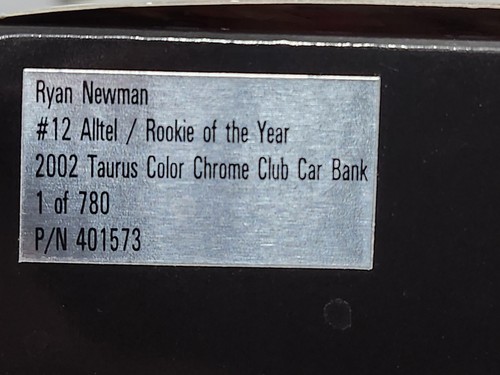 Ryan Newman
#12 Alltel / Rookie of the Year
2002 Taurus Color Chrome Club Car Bank
1 of 780
P/N 401573